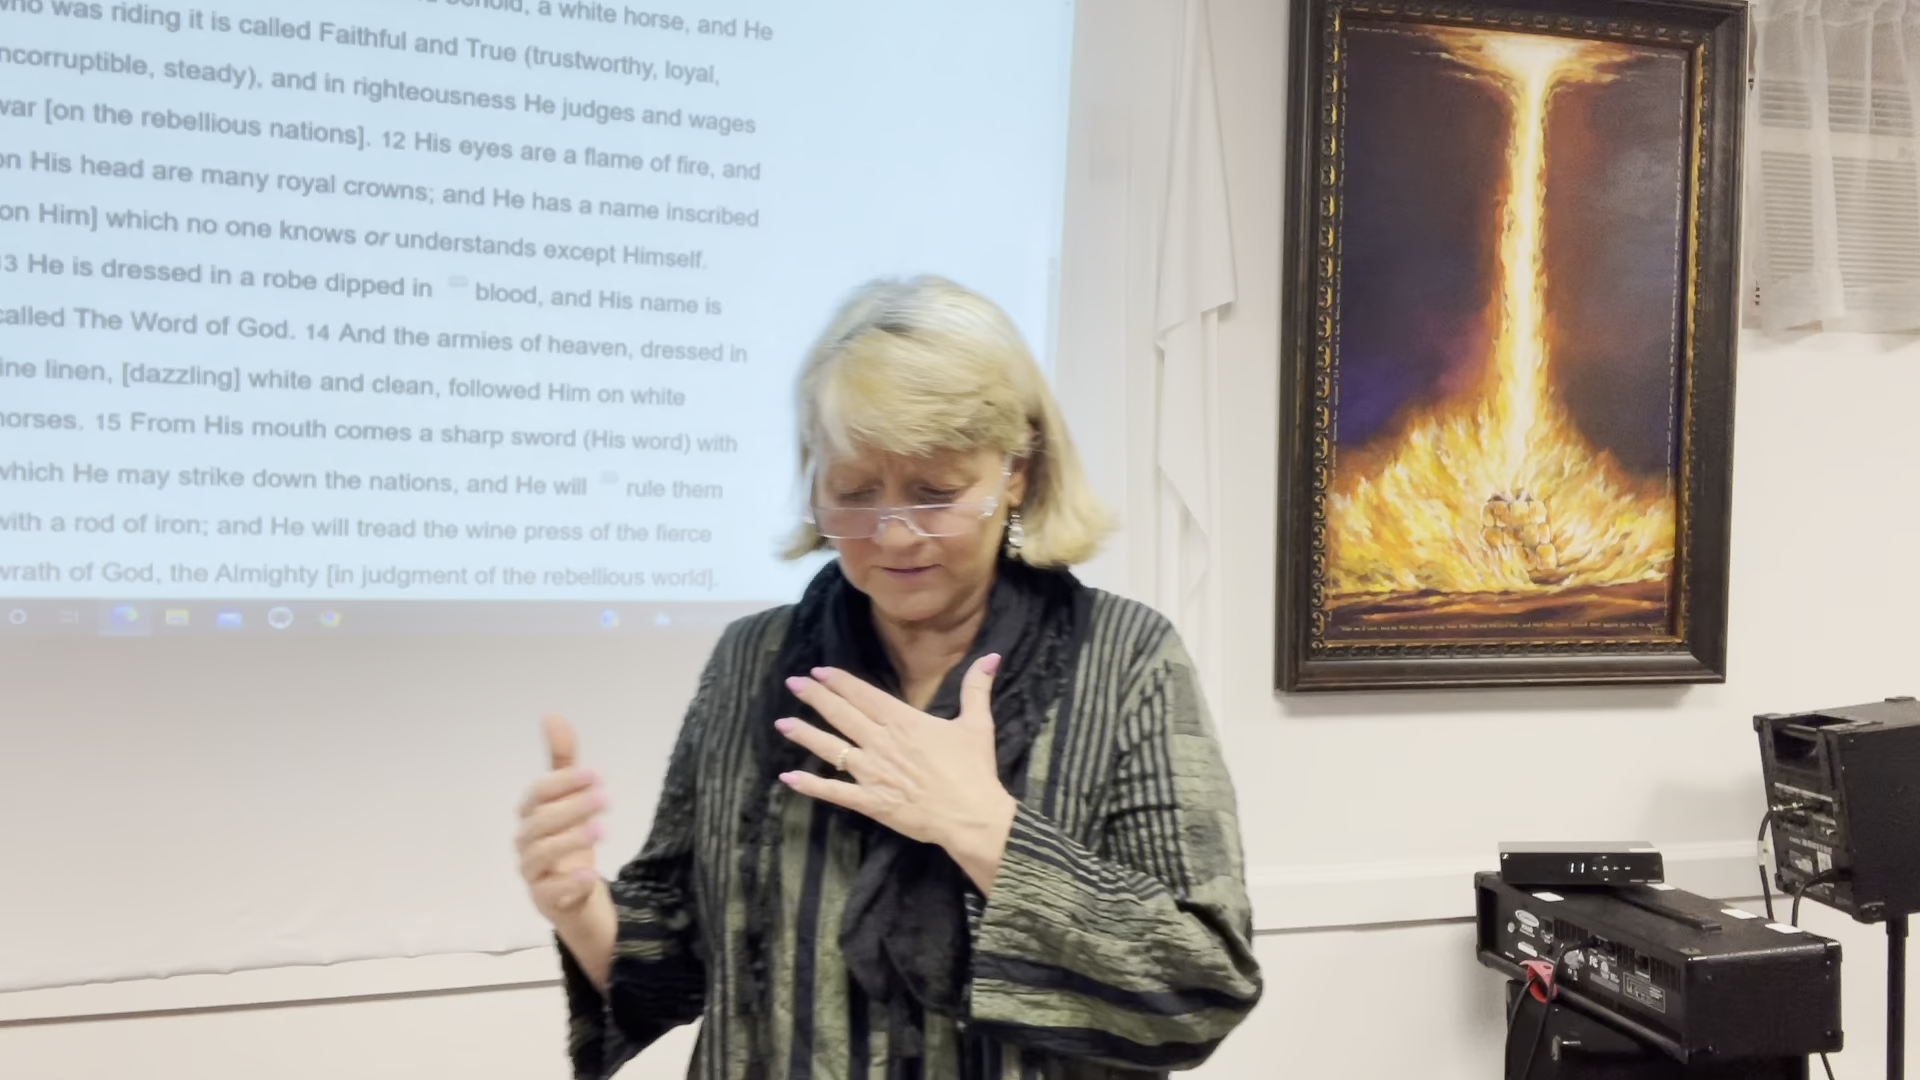 behold, a white horse, and He
who was riding it is called Faithful and True (trustworthy, loyal,
ncorruptible, steady), and in righteousness He judges and wages
war [on the rebellious nations]. 12 His eyes are a flame of fire, and
on His head are many royal crowns; and He has a name inscribed
on Him] which no one knows or understands except Himself.
13 He is dressed in a robe dipped in blood, and His name is
called The Word of God. 14 And the armies of heaven, dressed in
ine linen, [dazzling] white and clean, followed Him on white
horses. 15 From His mouth comes a sharp sword (His word) with
which He may strike down the nations, and He will rule them
with a rod of iron; and He will tread the wine press of the fierce
wrath of God, the Almighty [in judgment of the rebellious world].